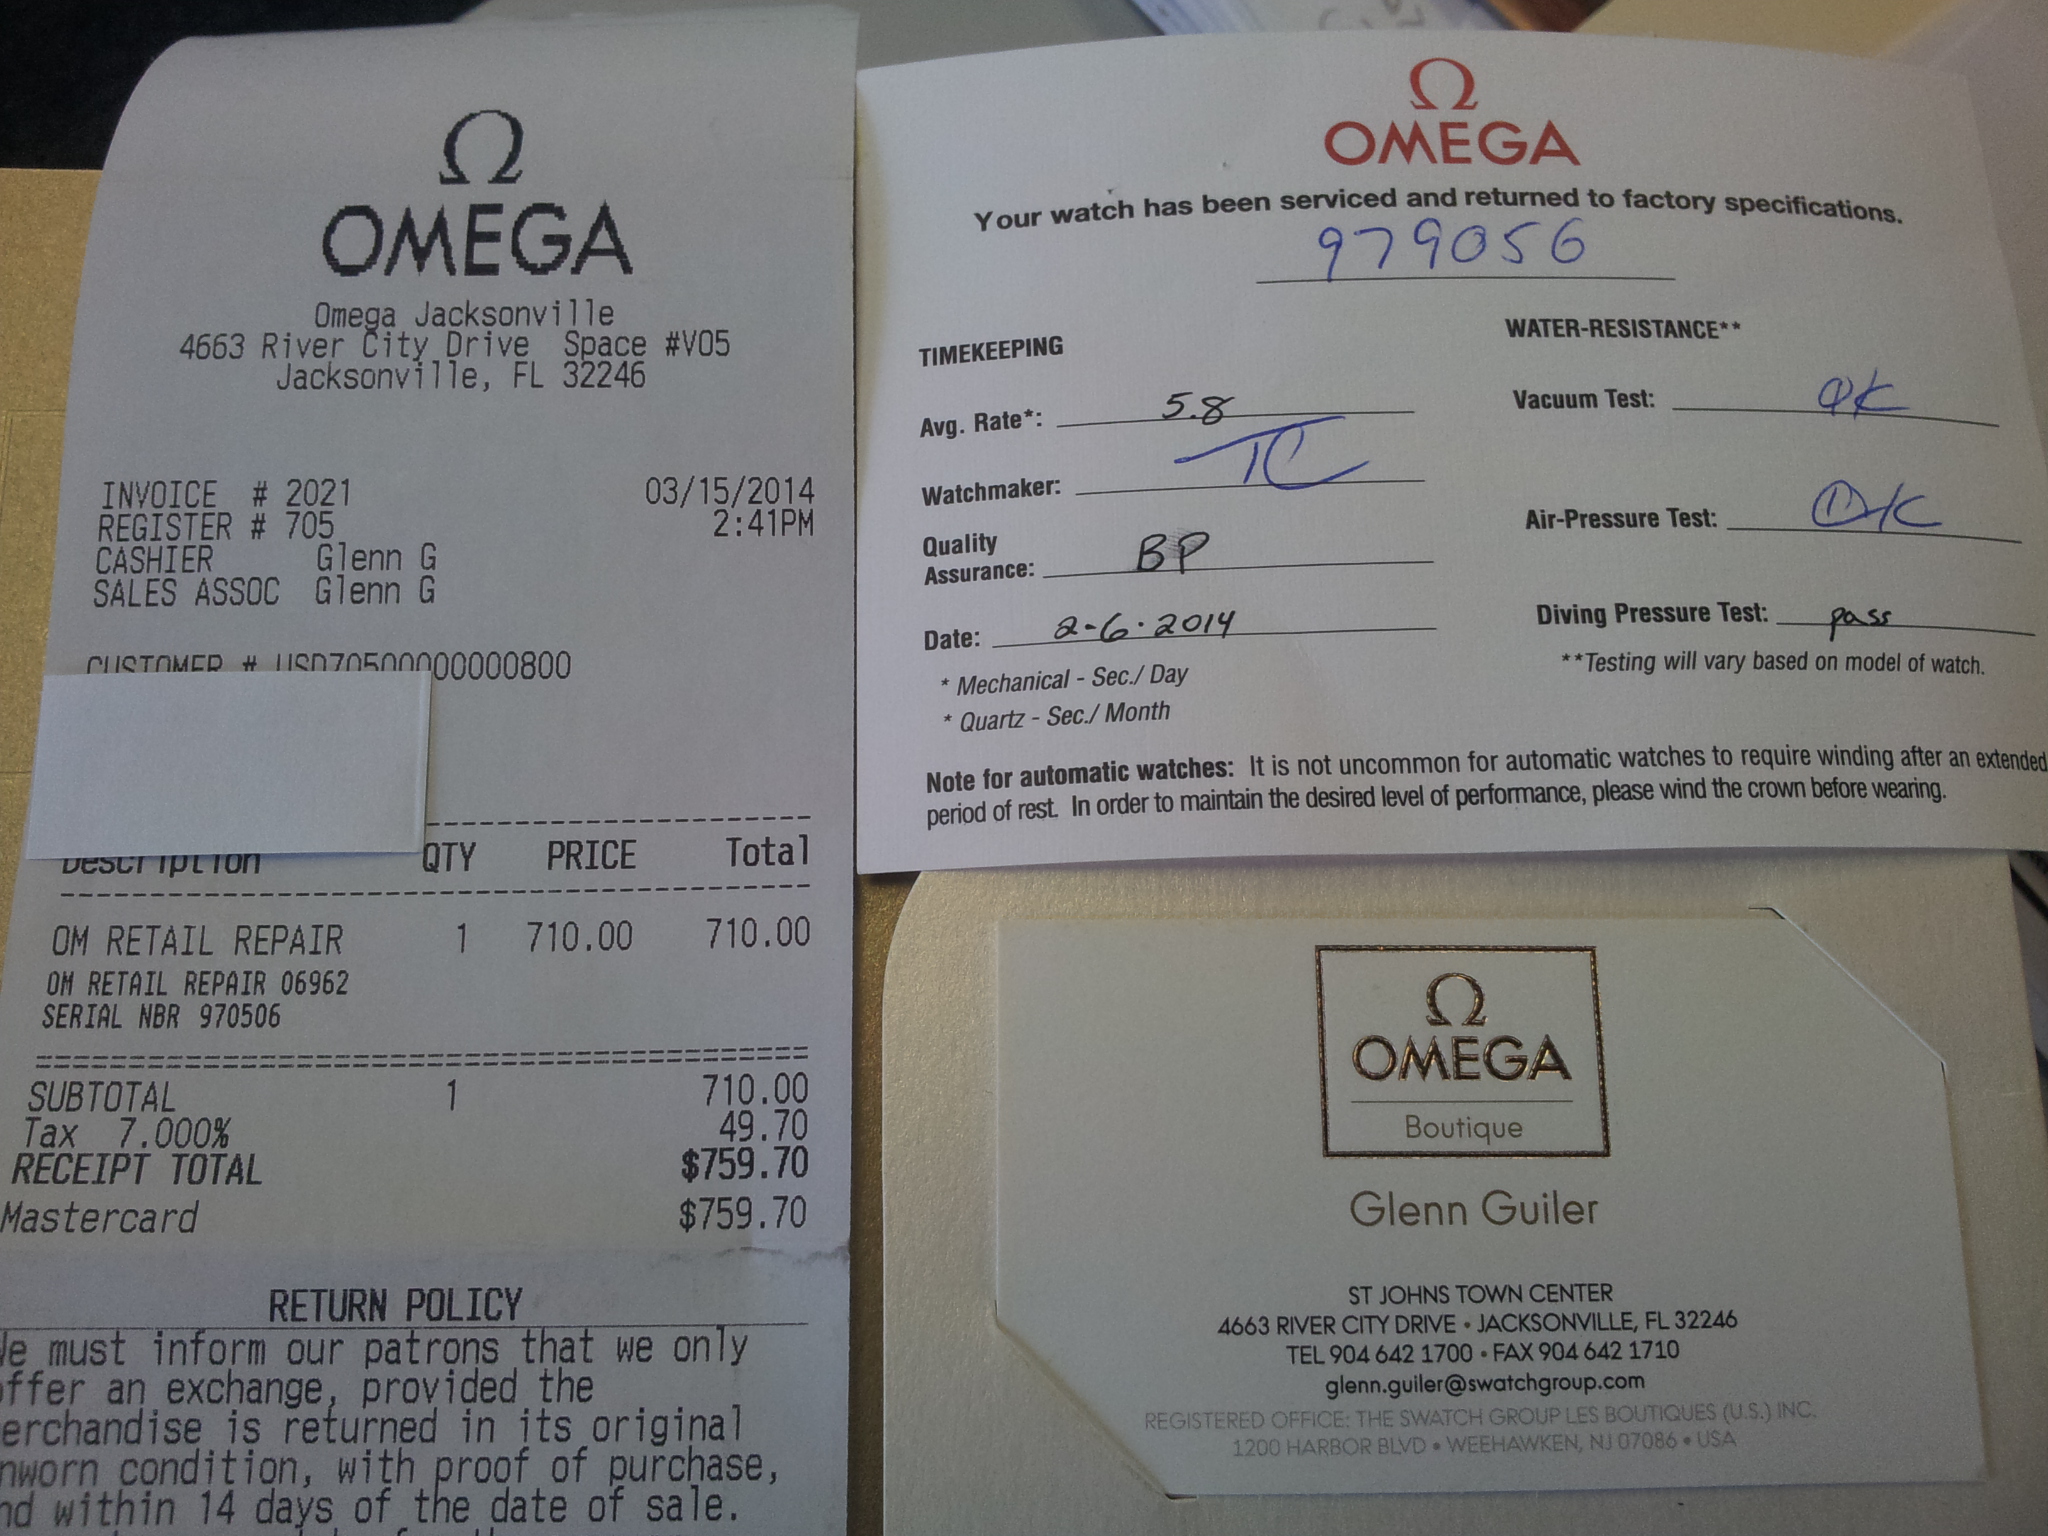 Ω
OMEGA
Omega Jacksonville
4663 River City Drive Space #V05
Jacksonville, FL 32246
INVOICE # 2021 03/15/2014
REGISTER # 705 2:41PM
CASHIER Glenn G
SALES ASSOC Glenn G
CUSTOMER # USD70500000000800
Description QTY PRICE Total
OM RETAIL REPAIR 1 710.00 710.00
OM RETAIL REPAIR 06962
SERIAL NBR 970506
SUBTOTAL 1 710.00
Tax 7.000% 49.70
RECEIPT TOTAL $759.70
Mastercard $759.70
RETURN POLICY
We must inform our patrons that we only
offer an exchange, provided the
merchandise is returned in its original
unworn condition, with proof of purchase,
and within 14 days of the date of sale.
Ω
OMEGA
Your watch has been serviced and returned to factory specifications.
979056
TIMEKEEPING
Avg. Rate*: 5.8
Watchmaker: TC
Quality
Assurance: BP
Date: 2-6-2014
* Mechanical - Sec./ Day
* Quartz - Sec./ Month
WATER-RESISTANCE**
Vacuum Test: OK
Air-Pressure Test: OK
Diving Pressure Test: pass
**Testing will vary based on model of watch.
Note for automatic watches: It is not uncommon for automatic watches to require winding after an extended
period of rest. In order to maintain the desired level of performance, please wind the crown before wearing.
Ω
OMEGA
Boutique
Glenn Guiler
ST JOHNS TOWN CENTER
4663 RIVER CITY DRIVE • JACKSONVILLE, FL 32246
TEL 904 642 1700 • FAX 904 642 1710
glenn.guiler@swatchgroup.com
REGISTERED OFFICE: THE SWATCH GROUP LES BOUTIQUES (U.S.) INC.
1200 HARBOR BLVD • WEEHAWKEN, NJ 07086 • USA